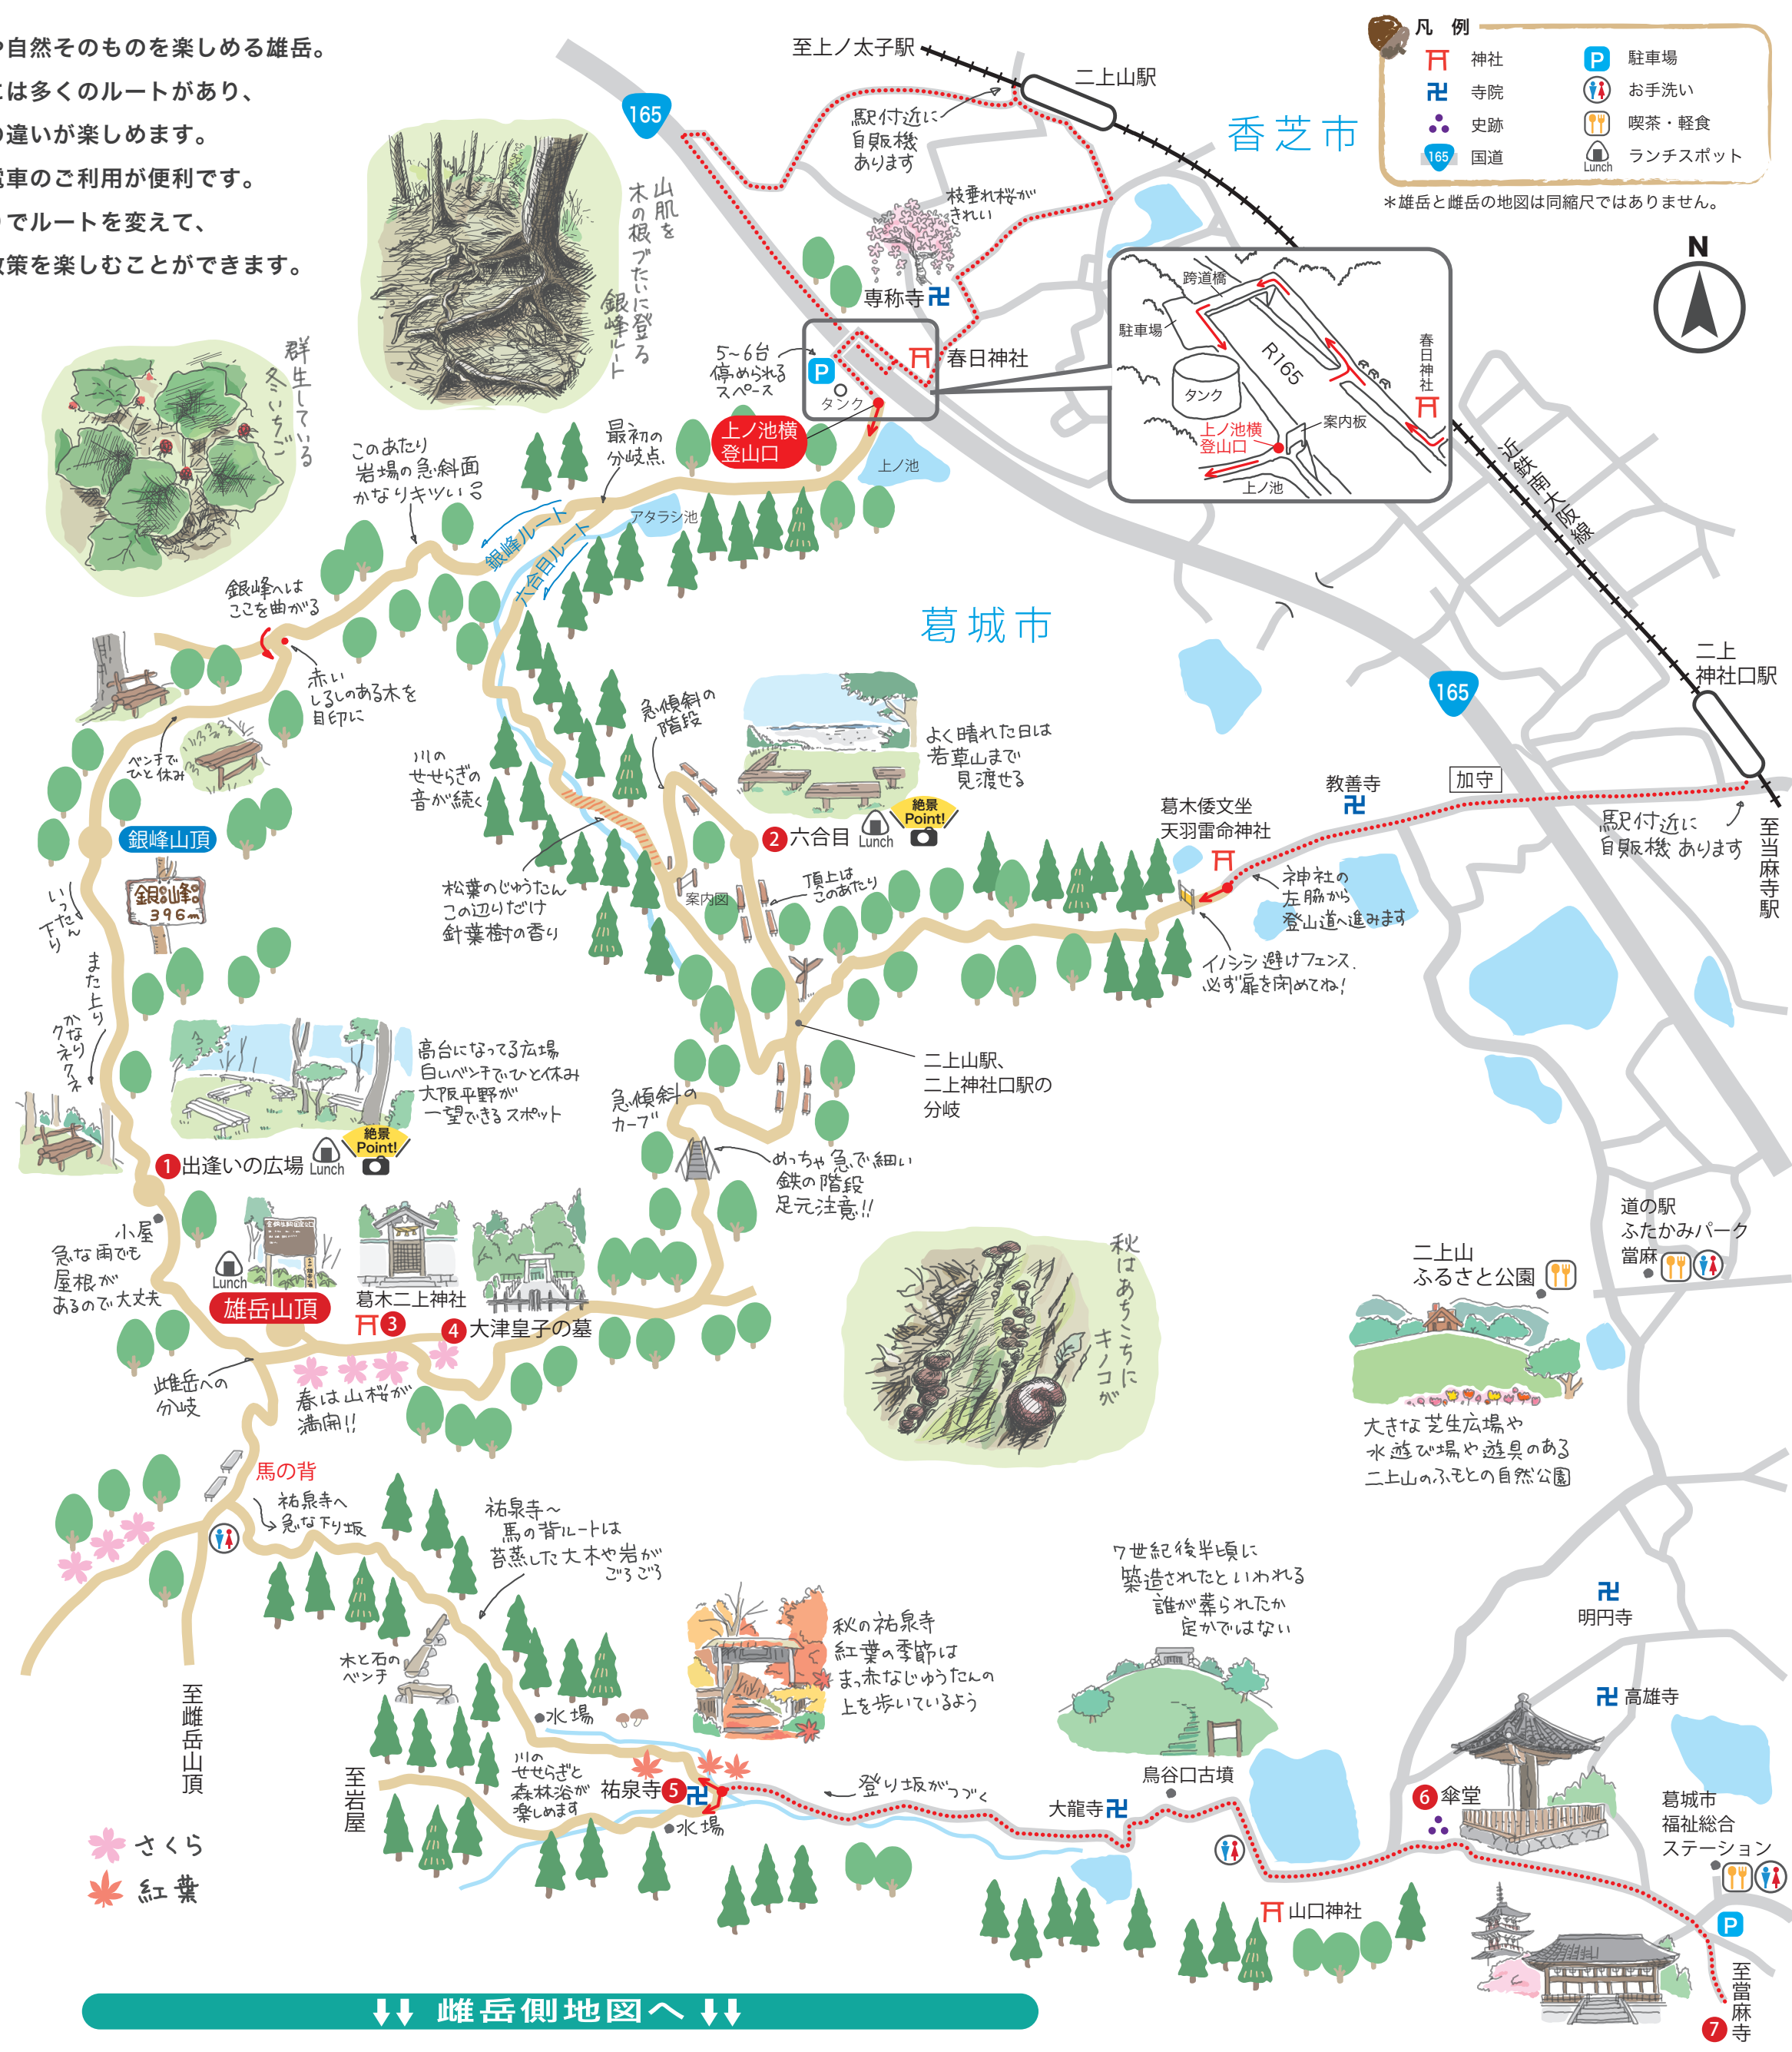 や自然そのものを楽しめる雄岳。
には多くのルートがあり、
の違いが楽しめます。
電車のご利用が便利です。
りでルートを変えて、
散策を楽しむことができます。
凡 例
神社
寺院
史跡
165
国道
P
駐車場
お手洗い
喫茶・軽食
Lunch
ランチスポット
＊雄岳と雌岳の地図は同縮尺ではありません。
N
至上ノ太子駅
二上山駅
165
香芝市
駅付近に
自販機
あります
枝垂れ桜が
きれい
専称寺
山肌を
木の根づたいに登る
銀峰ルート
群生している
冬いちご
5〜6台
停められる
スペース
P
タンク
春日神社
上ノ池横
登山口
上ノ池
跨道橋
駐車場
R165
タンク
春日神社
案内板
上ノ池横
登山口
上ノ池
近鉄南大阪線
最初の
分岐点
アタラシ池
このあたり
岩場の急斜面
かなりキツい
銀峰ルート
六合目ルート
銀峰へは
ここを曲がる
赤い
しるしのある木を
目印に
葛城市
ベンチで
ひと休み
川の
せせらぎの
音が続く
急傾斜の
階段
よく晴れた日は
若草山まで
見渡せる
絶景
Point!
2 六合目
Lunch
165
二上
神社口駅
教善寺
加守
葛木倭文坐
天羽雷命神社
駅付近に
自販機 あります
至当麻寺駅
銀峰山頂
銀峰
396m
いったん
下り
また上り
かなり
クネクネ
松葉のじゅうたん
この辺りだけ
針葉樹の香り
案内図
頂上は
このあたり
神社の
左脇から
登山道へ進みます
イノシシ避けフェンス.
必ず扉を閉めてね!
高台になってる広場
白いベンチでひと休み
大阪平野が
一望できるスポット
絶景
Point!
1 出逢いの広場
Lunch
二上山駅、
二上神社口駅の
分岐
急傾斜の
カーブ
めっちゃ急で細い
鉄の階段
足元注意!!
小屋
急な雨でも
屋根が
あるので大丈夫
Lunch
雄岳山頂
葛木二上神社
3
4 大津皇子の墓
雌岳への
分岐
春は山桜が
満開!!
秋はあちこちに
キノコが
道の駅
ふたかみパーク
當麻
二上山
ふるさと公園
大きな芝生広場や
水遊び場や遊具のある
二上山のふもとの自然公園
馬の背
祐泉寺へ
急な下り坂
祐泉寺〜
馬の背ルートは
苔蒸した大木や岩が
ごろごろ
木と石の
ベンチ
至雌岳山頂
水場
秋の祐泉寺
紅葉の季節は
まっ赤なじゅうたんの
上を歩いているよう
7世紀後半頃に
築造されたといわれる
誰が葬られたか
定かではない
明円寺
高雄寺
川の
せせらぎと
森林浴が
楽しめます
至岩屋
祐泉寺 5
水場
登り坂がつづく
鳥谷口古墳
大龍寺
6 傘堂
葛城市
福祉総合
ステーション
さくら
紅葉
山口神社
P
至當麻寺
7
雌岳側地図へ